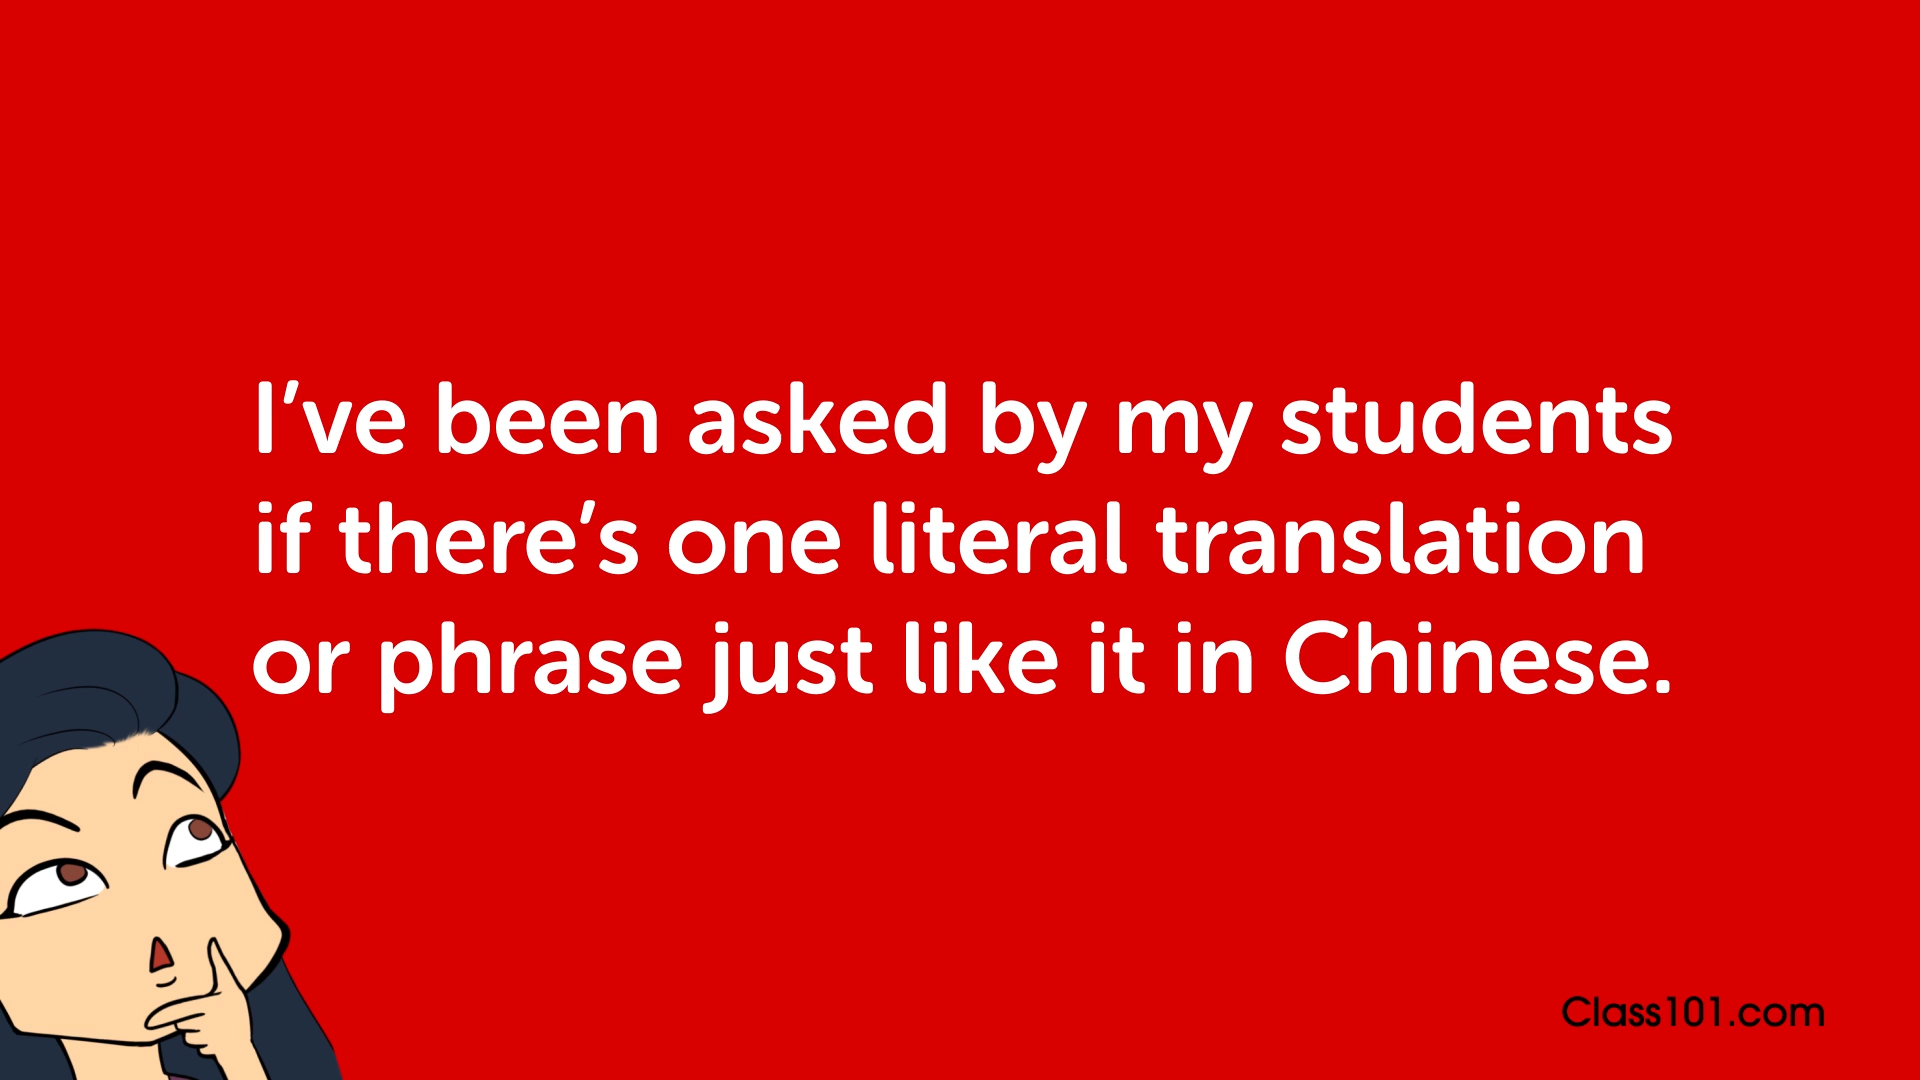 I’ve been asked by my students
if there’s one literal translation
or phrase just like it in Chinese.
Class101.com